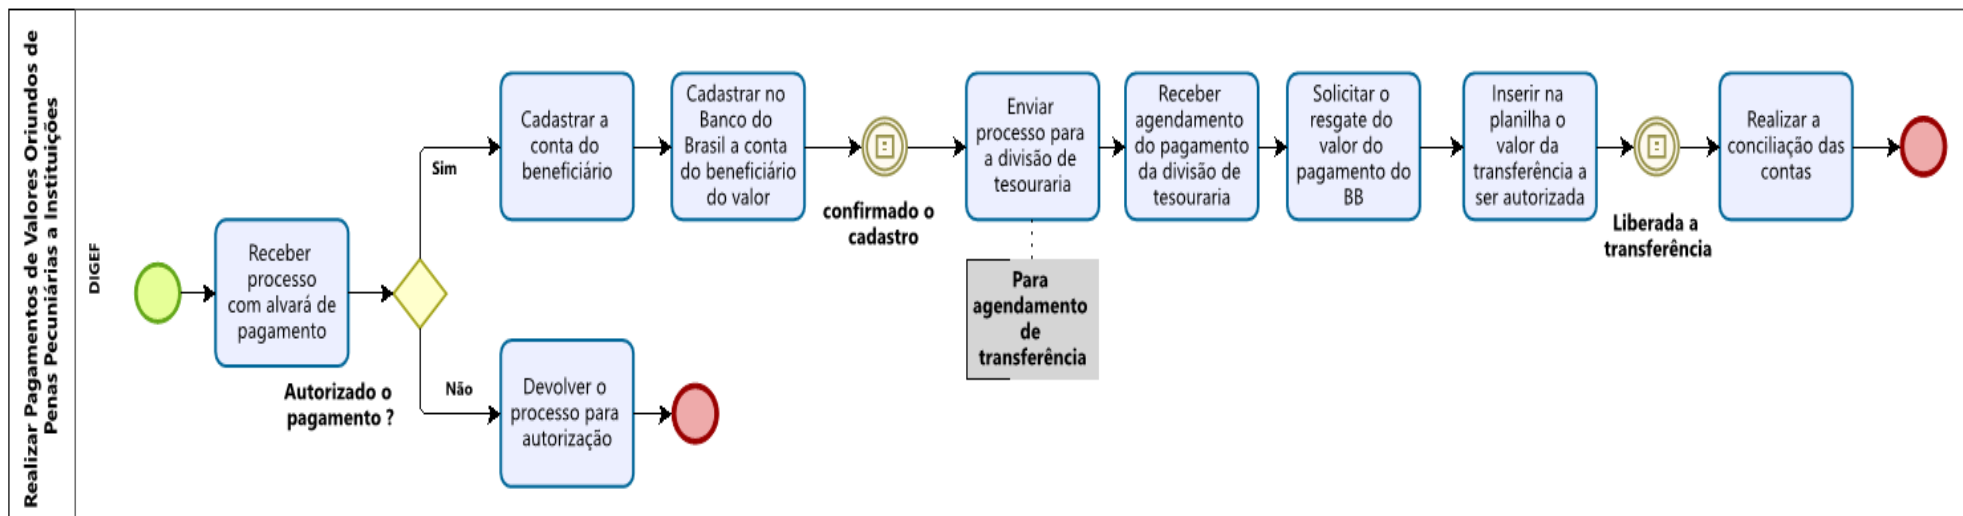 Realizar Pagamentos de Valores Oriundos de
Penas Pecuniárias a Instituições
DIGEF
Receber
processo
com alvará de
pagamento
Autorizado o
pagamento ?
Sim
Cadastrar a
conta do
beneficiário
Cadastrar no
Banco do
Brasil a conta
do beneficiário
do valor
confirmado o
cadastro
Enviar
processo para
a divisão de
tesouraria
Para
agendamento
de
transferência
Receber
agendamento
do pagamento
da divisão de
tesouraria
Solicitar o
resgate do
valor do
pagamento do
BB
Inserir na
planilha o
valor da
transferência a
ser autorizada
Liberada a
transferência
Realizar a
conciliação das
contas
Não
Devolver o
processo para
autorização